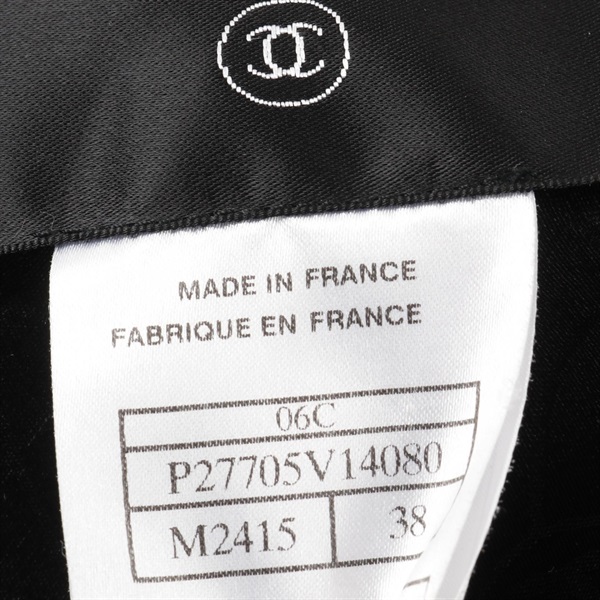 MADE IN FRANCE
FABRIQUE EN FRANCE
06C
P27705V14080
M2415 38